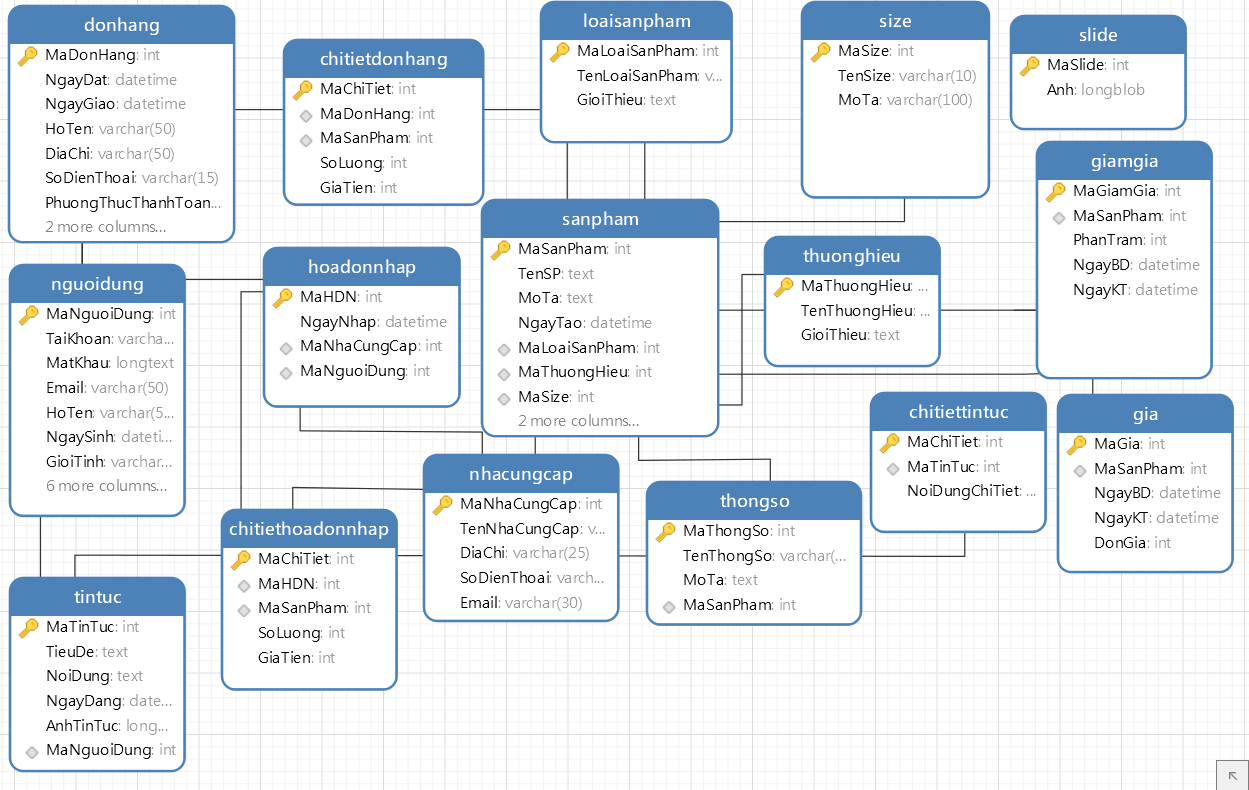 donhang
MaDonHang: int
NgayDat: datetime
NgayGiao: datetime
HoTen: varchar(50)
DiaChi: varchar(50)
SoDienThoai: varchar(15)
PhuongThucThanhToan...
2 more columns...
chitietdonhang
MaChiTiet: int
MaDonHang: int
MaSanPham: int
SoLuong: int
GiaTien: int
loaisanpham
MaLoaiSanPham: int
TenLoaiSanPham: v...
GioiThieu: text
size
MaSize: int
TenSize: varchar(10)
MoTa: varchar(100)
slide
MaSlide: int
Anh: longblob
giamgia
MaGiamGia: int
MaSanPham: int
PhanTram: int
NgayBD: datetime
NgayKT: datetime
nguoidung
MaNguoiDung: int
TaiKhoan: varcha...
MatKhau: longtext
Email: varchar(50)
HoTen: varchar(5...
NgaySinh: dateti...
GioiTinh: varchar...
6 more columns...
hoadonnhap
MaHDN: int
NgayNhap: datetime
MaNhaCungCap: int
MaNguoiDung: int
sanpham
MaSanPham: int
TenSP: text
MoTa: text
NgayTao: datetime
MaLoaiSanPham: int
MaThuongHieu: int
MaSize: int
2 more columns...
thuonghieu
MaThuongHieu: ...
TenThuongHieu: ...
GioiThieu: text
chitiettintuc
MaChiTiet: int
MaTinTuc: int
NoiDungChiTiet: ...
gia
MaGia: int
MaSanPham: int
NgayBD: datetime
NgayKT: datetime
DonGia: int
nhacungcap
MaNhaCungCap: int
TenNhaCungCap: v...
DiaChi: varchar(25)
SoDienThoai: varch...
Email: varchar(30)
thongso
MaThongSo: int
TenThongSo: varchar(...
MoTa: text
MaSanPham: int
chitiethoadonnhap
MaChiTiet: int
MaHDN: int
MaSanPham: int
SoLuong: int
GiaTien: int
tintuc
MaTinTuc: int
TieuDe: text
NoiDung: text
NgayDang: date...
AnhTinTuc: long...
MaNguoiDung: int